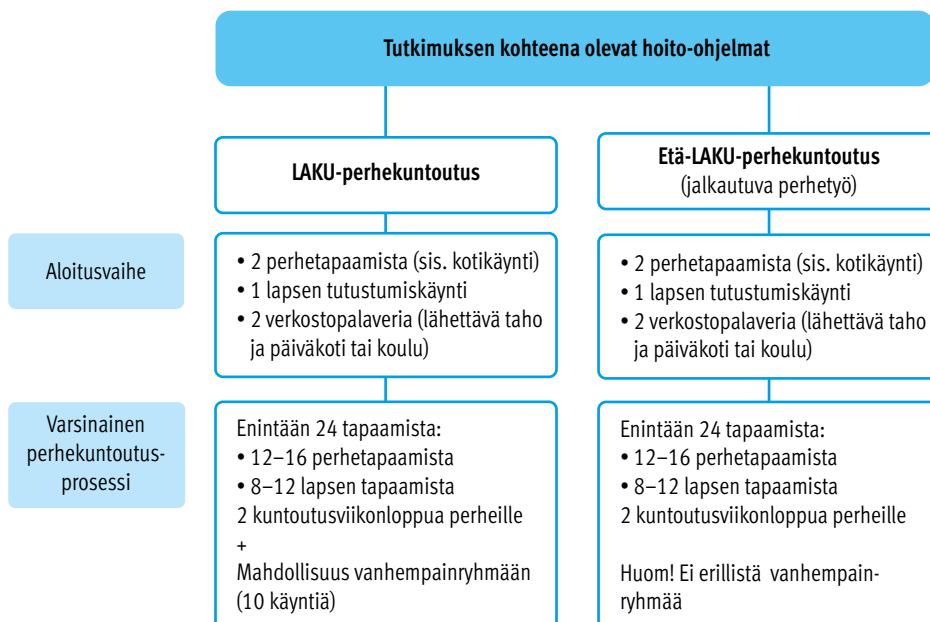 Tutkimuksen kohteena olevat hoito-ohjelmat
LAKU-perhekuntoutus
Etä-LAKU-perhekuntoutus
(jalkautuva perhetyö)
Aloitusvaihe
• 2 perhetapaamista (sis. kotikäynti)
• 1 lapsen tutustumiskäynti
• 2 verkostopalaveria (lähettävä taho
ja päiväkoti tai koulu)
• 2 perhetapaamista (sis. kotikäynti)
• 1 lapsen tutustumiskäynti
• 2 verkostopalaveria (lähettävä taho
ja päiväkoti tai koulu)
Varsinainen
perhekuntoutus-
prosessi
Enintään 24 tapaamista:
• 12–16 perhetapaamista
• 8–12 lapsen tapaamista
2 kuntoutusviikonloppua perheille
+
Mahdollisuus vanhempainryhmään
(10 käyntiä)
Enintään 24 tapaamista:
• 12–16 perhetapaamista
• 8–12 lapsen tapaamista
2 kuntoutusviikonloppua perheille
Huom! Ei erillistä vanhempain-
ryhmää